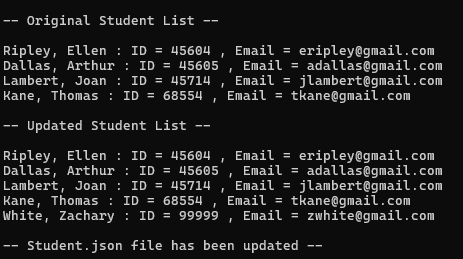 -- Original Student List --
Ripley, Ellen : ID = 45604 , Email = eripley@gmail.com
Dallas, Arthur : ID = 45605 , Email = adallas@gmail.com
Lambert, Joan : ID = 45714 , Email = jlambert@gmail.com
Kane, Thomas : ID = 68554 , Email = tkane@gmail.com
-- Updated Student List --
Ripley, Ellen : ID = 45604 , Email = eripley@gmail.com
Dallas, Arthur : ID = 45605 , Email = adallas@gmail.com
Lambert, Joan : ID = 45714 , Email = jlambert@gmail.com
Kane, Thomas : ID = 68554 , Email = tkane@gmail.com
White, Zachary : ID = 99999 , Email = zwhite@gmail.com
-- Student.json file has been updated --